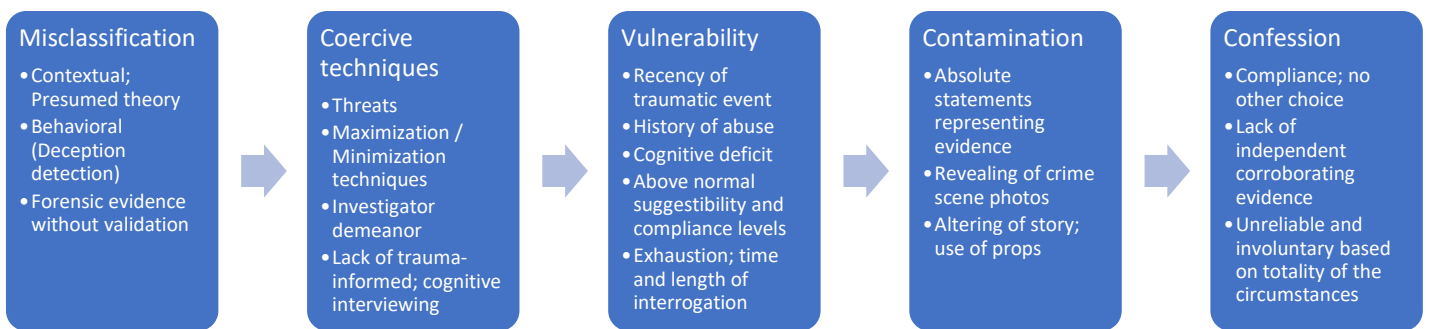 Misclassification
•Contextual;
Presumed theory
•Behavioral
(Deception
detection)
•Forensic evidence
without validation
Coercive
techniques
•Threats
•Maximization /
Minimization
techniques
•Investigator
demeanor
•Lack of trauma-
informed; cognitive
interviewing
Vulnerability
•Recency of
traumatic event
•History of abuse
•Cognitive deficit
•Above normal
suggestibility and
compliance levels
•Exhaustion; time
and length of
interrogation
Contamination
•Absolute
statements
representing
evidence
•Revealing of crime
scene photos
•Altering of story;
use of props
Confession
•Compliance; no
other choice
•Lack of
independent
corroborating
evidence
•Unreliable and
involuntary based
on totality of the
circumstances